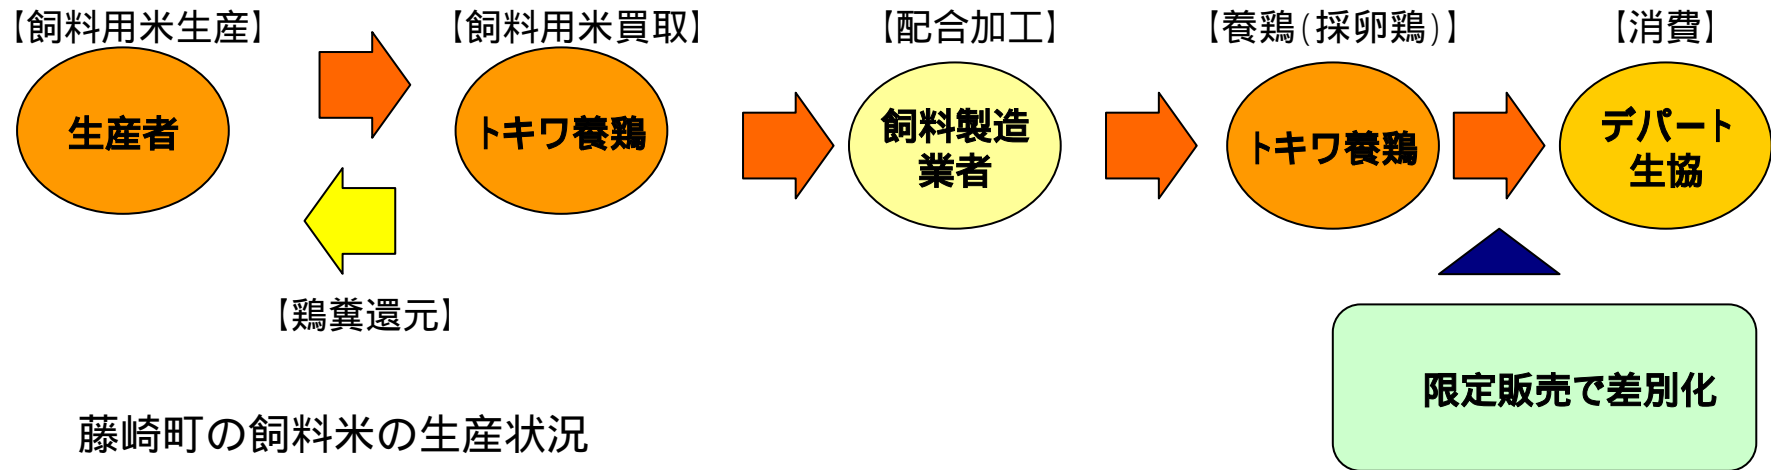 【飼料用米生産】
【飼料用米買取】
【配合加工】
【養鶏(採卵鶏)】
【消費】
生産者
トキワ養鶏
飼料製造
業者
トキワ養鶏
デパート
生協
【鶏糞還元】
限定販売で差別化
藤崎町の飼料米の生産状況